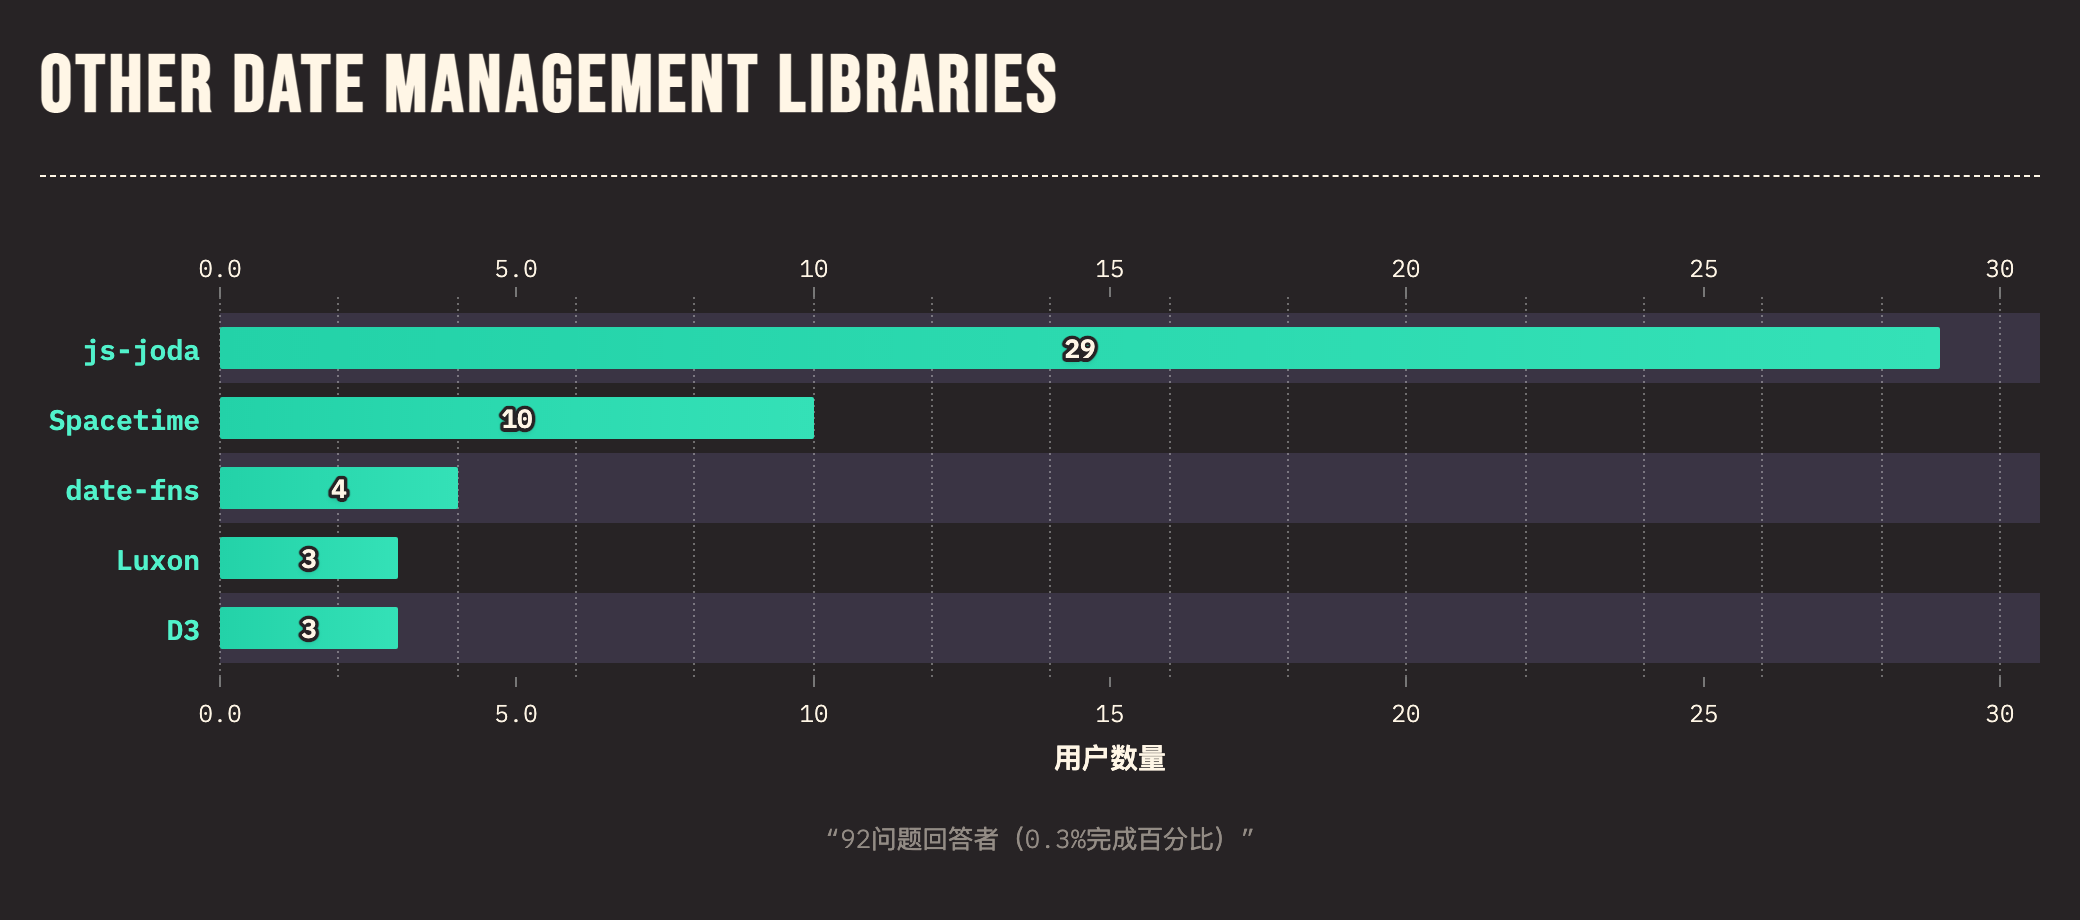 OTHER DATE MANAGEMENT LIBRARIES
0.0 5.0 10 15 20 25 30
js-joda 29
Spacetime 10
date-fns 4
Luxon 3
D3 3
0.0 5.0 10 15 20 25 30
用户数量
“92问题回答者（0.3%完成百分比）”